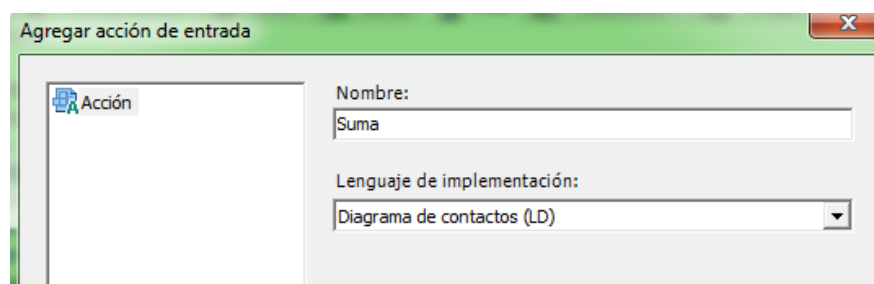 Agregar acción de entrada
X
Acción
Nombre:
Suma
Lenguaje de implementación:
Diagrama de contactos (LD)